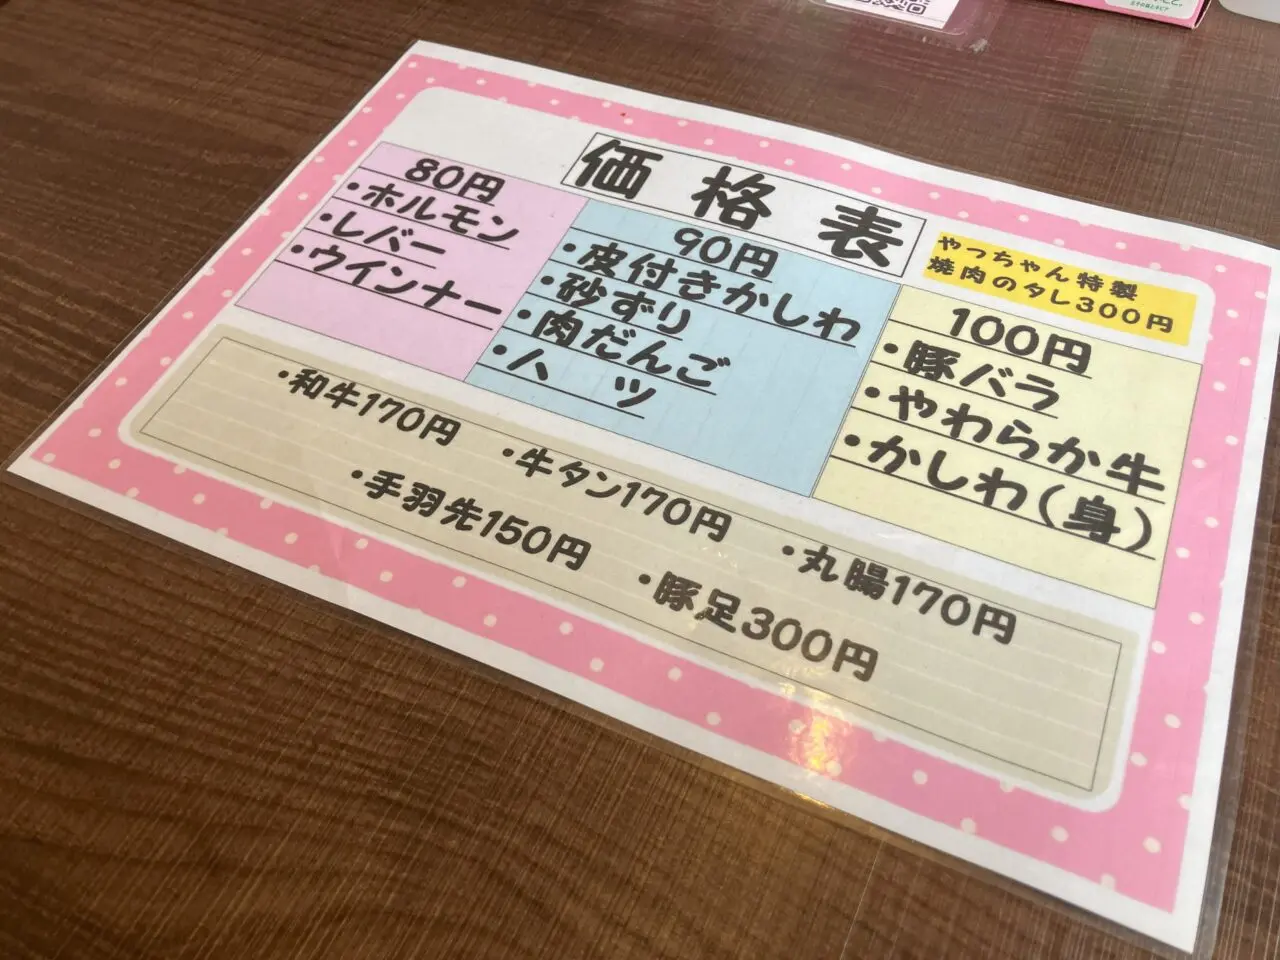 価格表
80円
・ホルモン
・レバー
・ウインナー
90円
・皮付きかしわ
・砂ずり
・肉だんご
・ハツ
やっちゃん特製
焼肉のタレ300円
100円
・豚バラ
・やわらか牛
・かしわ(身)
・和牛170円 ・牛タン170円 ・丸腸170円
・手羽先150円 ・豚足300円